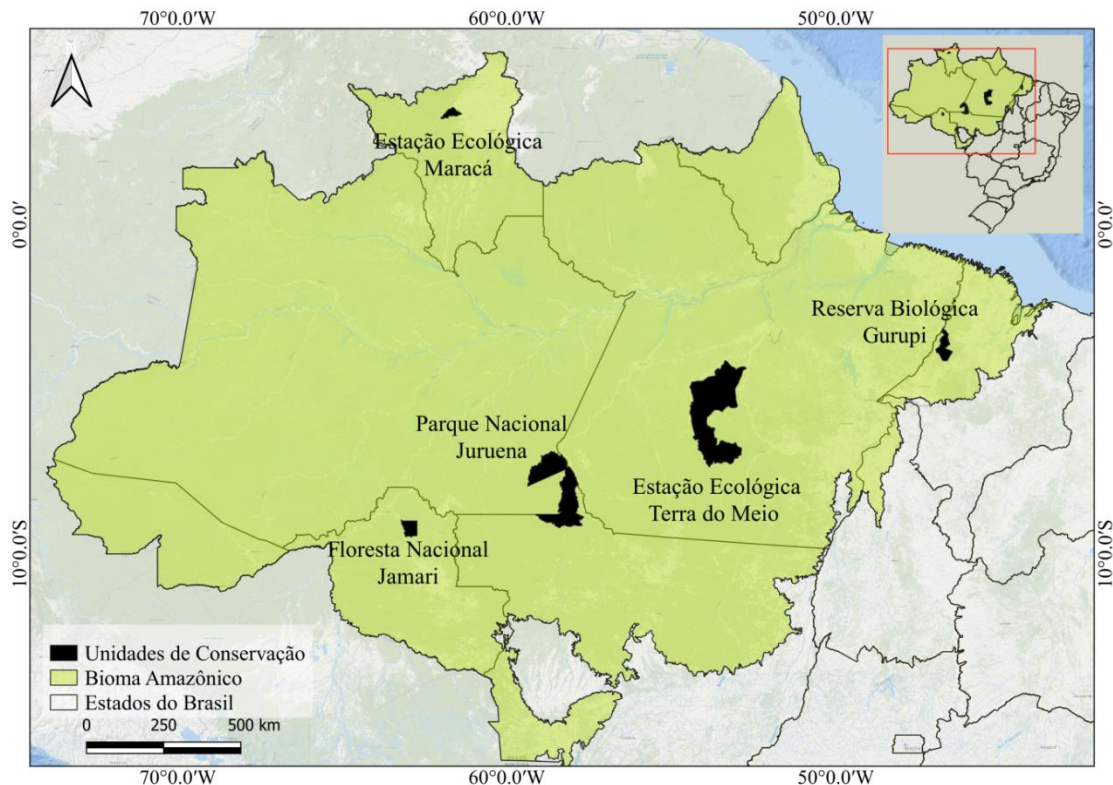 70°0.0′W 60°0.0′W 50°0.0′W
Estação Ecológica
Maracá
0°0.0′
0°0.0′
Reserva Biológica
Gurupi
Parque Nacional
Juruena
Estação Ecológica
Terra do Meio
Floresta Nacional
Jamari
10°0.0′S
10°0.0′S
Unidades de Conservação
Bioma Amazônico
Estados do Brasil
0 250 500 km
70°0.0′W 60°0.0′W 50°0.0′W